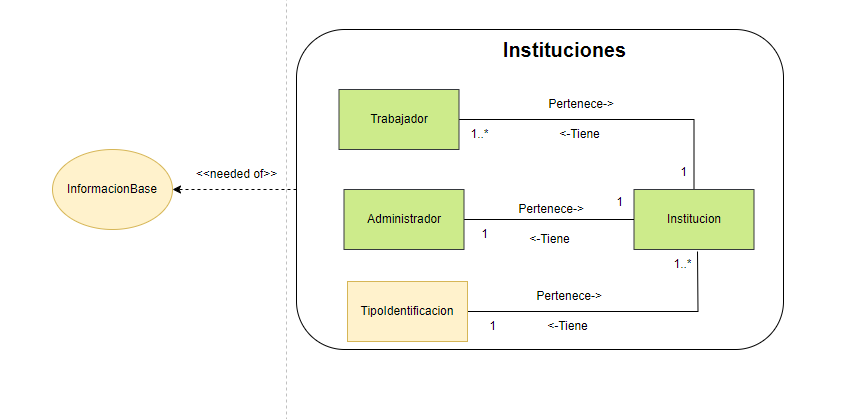 Instituciones
Trabajador
Pertenece->
1..*
<-Tiene
1
<<needed of>>
InformacionBase
Administrador
Pertenece->
1
1
<-Tiene
Institucion
1..*
TipoIdentificacion
Pertenece->
1
<-Tiene